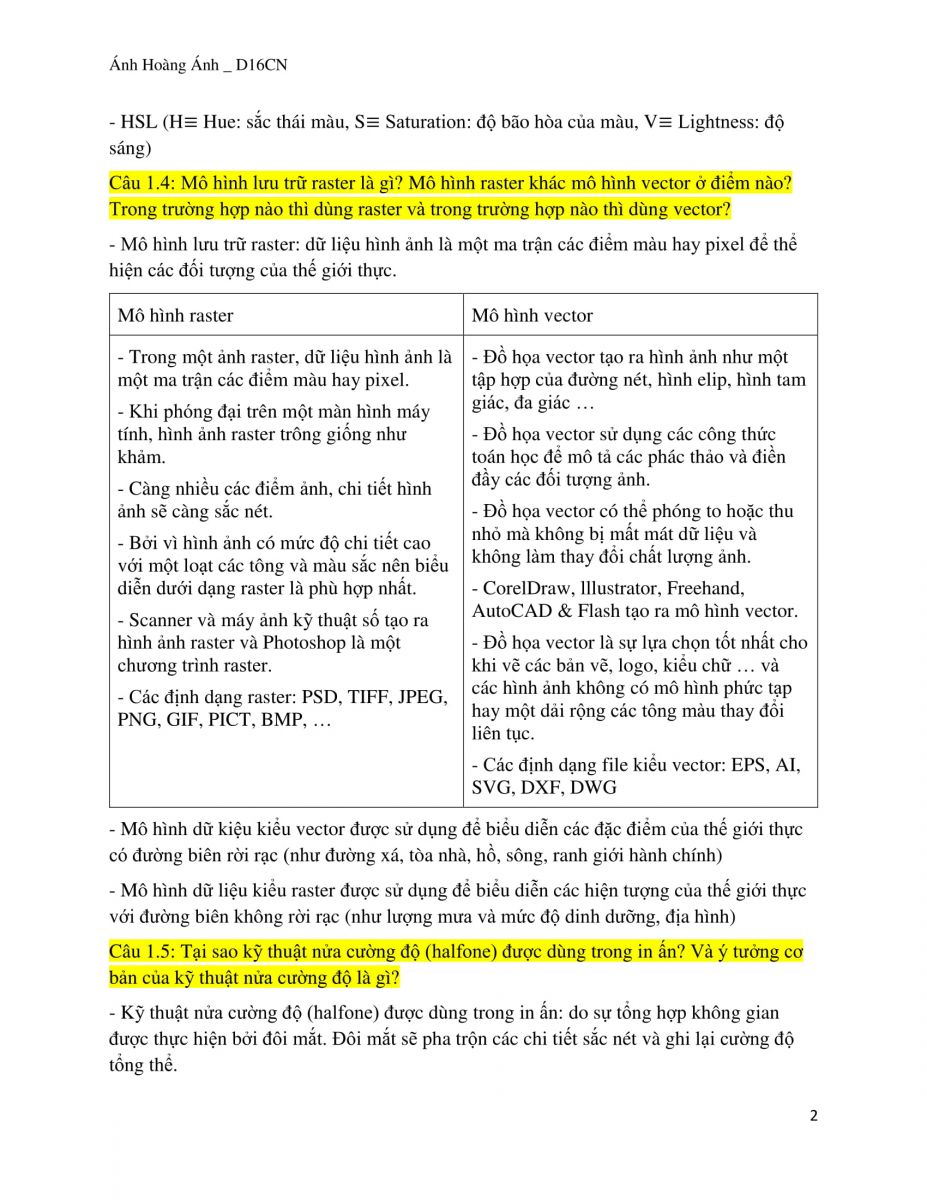 Ánh Hoàng Ánh _ D16CN
- HSL (H≡ Hue: sắc thái màu, S≡ Saturation: độ bão hòa của màu, V≡ Lightness: độ
sáng)
Câu 1.4: Mô hình lưu trữ raster là gì? Mô hình raster khác mô hình vector ở điểm nào?
Trong trường hợp nào thì dùng raster và trong trường hợp nào thì dùng vector?
- Mô hình lưu trữ raster: dữ liệu hình ảnh là một ma trận các điểm màu hay pixel để thể
hiện các đối tượng của thế giới thực.
Mô hình raster
- Trong một ảnh raster, dữ liệu hình ảnh là
một ma trận các điểm màu hay pixel.
- Khi phóng đại trên một màn hình máy
tính, hình ảnh raster trông giống như
khảm.
- Càng nhiều các điểm ảnh, chi tiết hình
ảnh sẽ càng sắc nét.
- Bởi vì hình ảnh có mức độ chi tiết cao
với một loạt các tông và màu sắc nên biểu
diễn dưới dạng raster là phù hợp nhất.
- Scanner và máy ảnh kỹ thuật số tạo ra
hình ảnh raster và Photoshop là một
chương trình raster.
- Các định dạng raster: PSD, TIFF, JPEG,
PNG, GIF, PICT, BMP, …
Mô hình vector
- Đồ họa vector tạo ra hình ảnh như một
tập hợp của đường nét, hình elip, hình tam
giác, đa giác …
- Đồ họa vector sử dụng các công thức
toán học để mô tả các phác thảo và điền
đầy các đối tượng ảnh.
- Đồ họa vector có thể phóng to hoặc thu
nhỏ mà không bị mất mát dữ liệu và
không làm thay đổi chất lượng ảnh.
- CorelDraw, lllustrator, Freehand,
AutoCAD & Flash tạo ra mô hình vector.
- Đồ họa vector là sự lựa chọn tốt nhất cho
khi vẽ các bản vẽ, logo, kiểu chữ … và
các hình ảnh không có mô hình phức tạp
hay một dải rộng các tông màu thay đổi
liên tục.
- Các định dạng file kiểu vector: EPS, AI,
SVG, DXF, DWG
- Mô hình dữ kiệu kiểu vector được sử dụng để biểu diễn các đặc điểm của thế giới thực
có đường biên rời rạc (như đường xá, tòa nhà, hồ, sông, ranh giới hành chính)
- Mô hình dữ liệu kiểu raster được sử dụng để biểu diễn các hiện tượng của thế giới thực
với đường biên không rời rạc (như lượng mưa và mức độ dinh dưỡng, địa hình)
Câu 1.5: Tại sao kỹ thuật nửa cường độ (halfone) được dùng trong in ấn? Và ý tưởng cơ
bản của kỹ thuật nửa cường độ là gì?
- Kỹ thuật nửa cường độ (halfone) được dùng trong in ấn: do sự tổng hợp không gian
được thực hiện bởi đôi mắt. Đôi mắt sẽ pha trộn các chi tiết sắc nét và ghi lại cường độ
tổng thể.
2